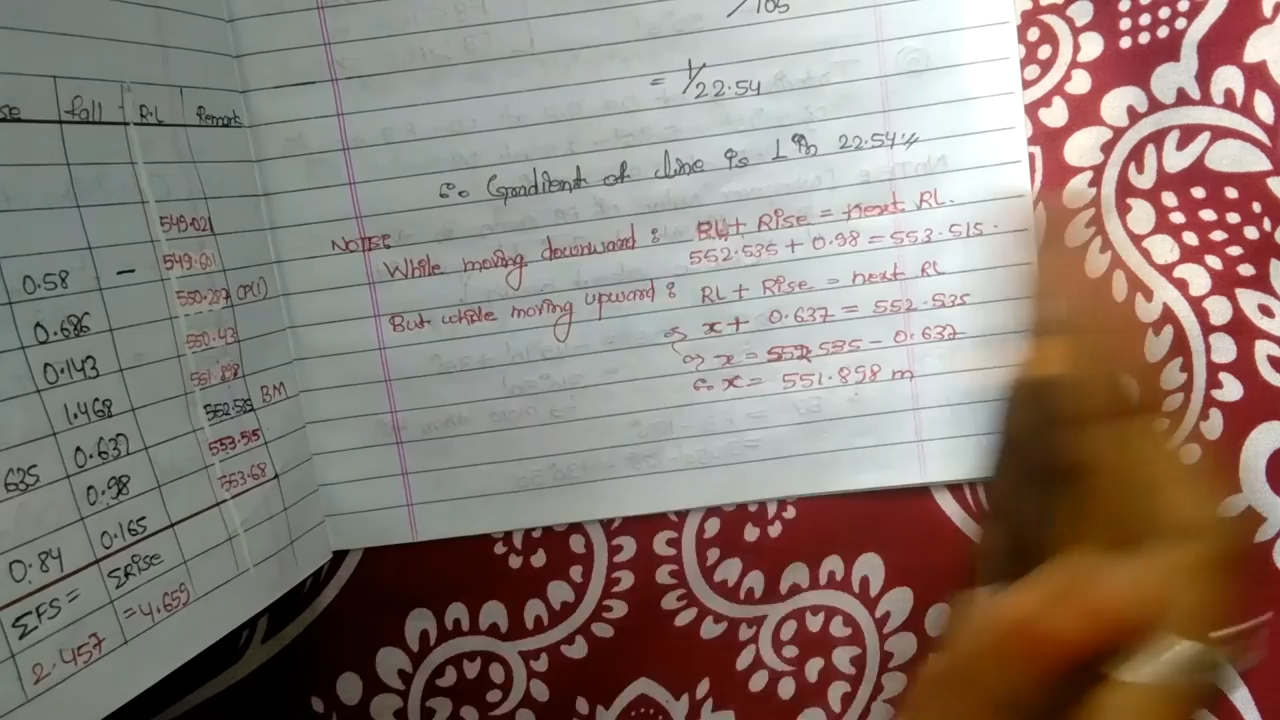 se fall R.L Remark
549.021
0.58 — 549.601
0.686 550.287 CP(1)
0.143 550.43
1.468 551.898
635 0.637 552.535 BM
0.98 553.515
0.84 0.165 553.68
ΣFS = ΣRise
2.457 = 4.659
/105
= 1/22.54
∴ Gradient of line is 1 in 22.54 //
NOTE
While moving downward : RL + Rise = next RL.
552.535 + 0.98 = 553.515.
But while moving upward : RL + Rise = next RL
or x + 0.637 = 552.535
or x = 552.535 - 0.637
∴ x = 551.898 m